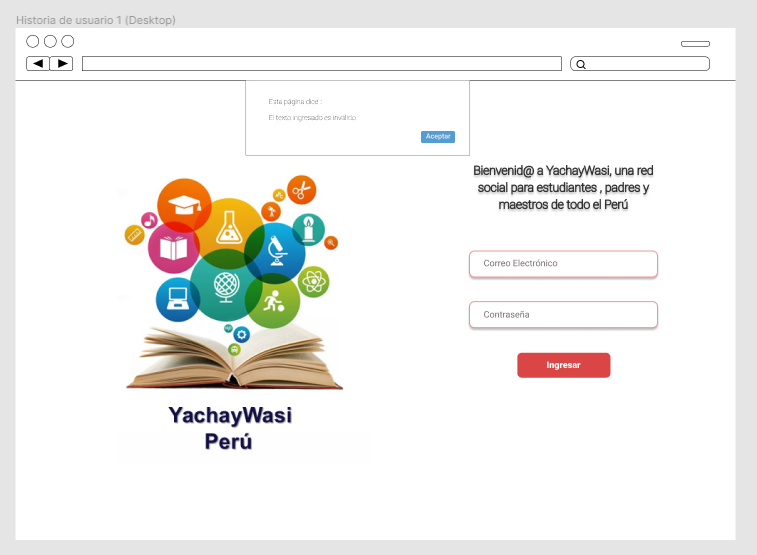 Historia de usuario 1 (Desktop)
Esta página dice :
El texto ingresado es inválido
Aceptar
Bienvenid@ a YachayWasi, una red
social para estudiantes , padres y
maestros de todo el Perú
Correo Electrónico
Contraseña
Ingresar
YachayWasi
Perú